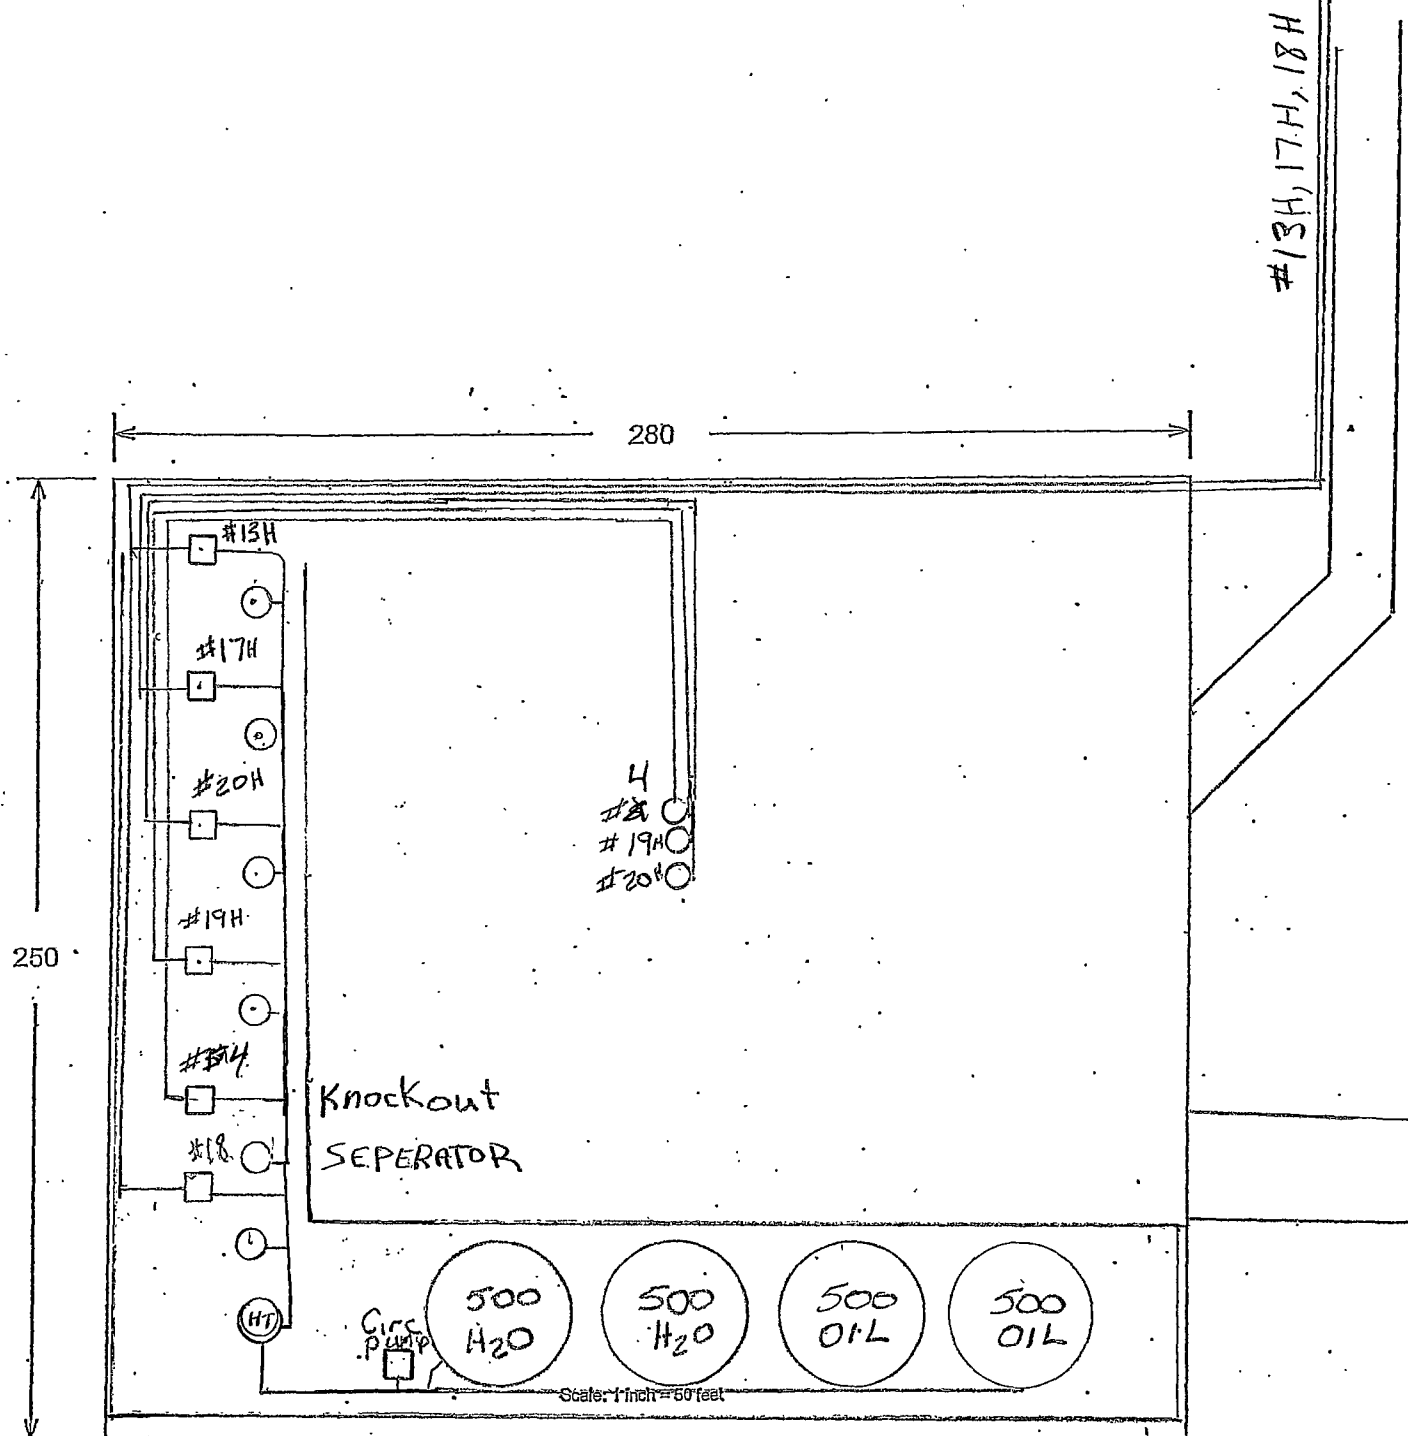 #13H, 17H, 18H
280
#13H
#17H
#20H
4
#19H
#20H
250
#19H
#4
Knockout
#18
SEPERATOR
500
H2O
500
H2O
500
OIL
500
OIL
HT
Circ
pump
Scale: 1 inch = 50 feet